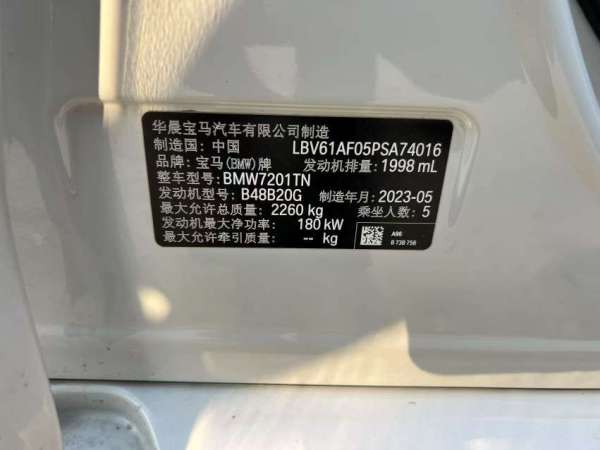 华晨宝马汽车有限公司制造
制造国: 中国 LBV61AF05PSA74016
品牌: 宝马(BMW)牌 发动机排量: 1998 mL
整车型号: BMW7201TN
发动机型号: B48B20G 制造年月: 2023-05
最大允许总质量: 2260 kg 乘坐人数: 5
发动机最大净功率: 180 kW
最大允许牵引质量: -- kg
A96
8 738 756